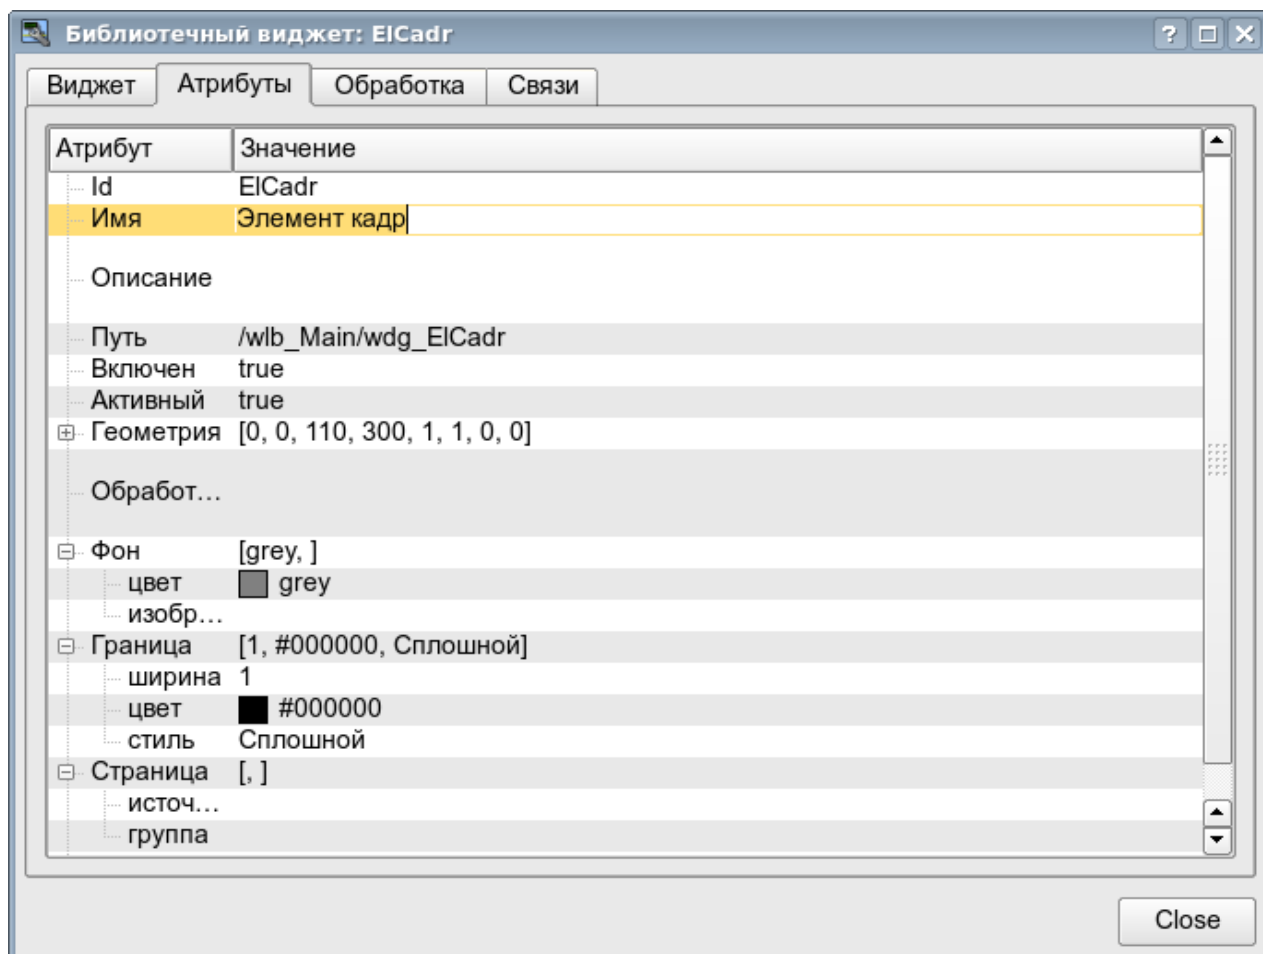 Библиотечный виджет: ElCadr
Виджет Атрибуты Обработка Связи
Атрибут Значение
Id ElCadr
Имя Элемент кадр
Описание
Путь /wlb_Main/wdg_ElCadr
Включен true
Активный true
Геометрия [0, 0, 110, 300, 1, 1, 0, 0]
Обработ...
Фон [grey, ]
цвет grey
изобр...
Граница [1, #000000, Сплошной]
ширина 1
цвет #000000
стиль Сплошной
Страница [, ]
источ...
группа
Close